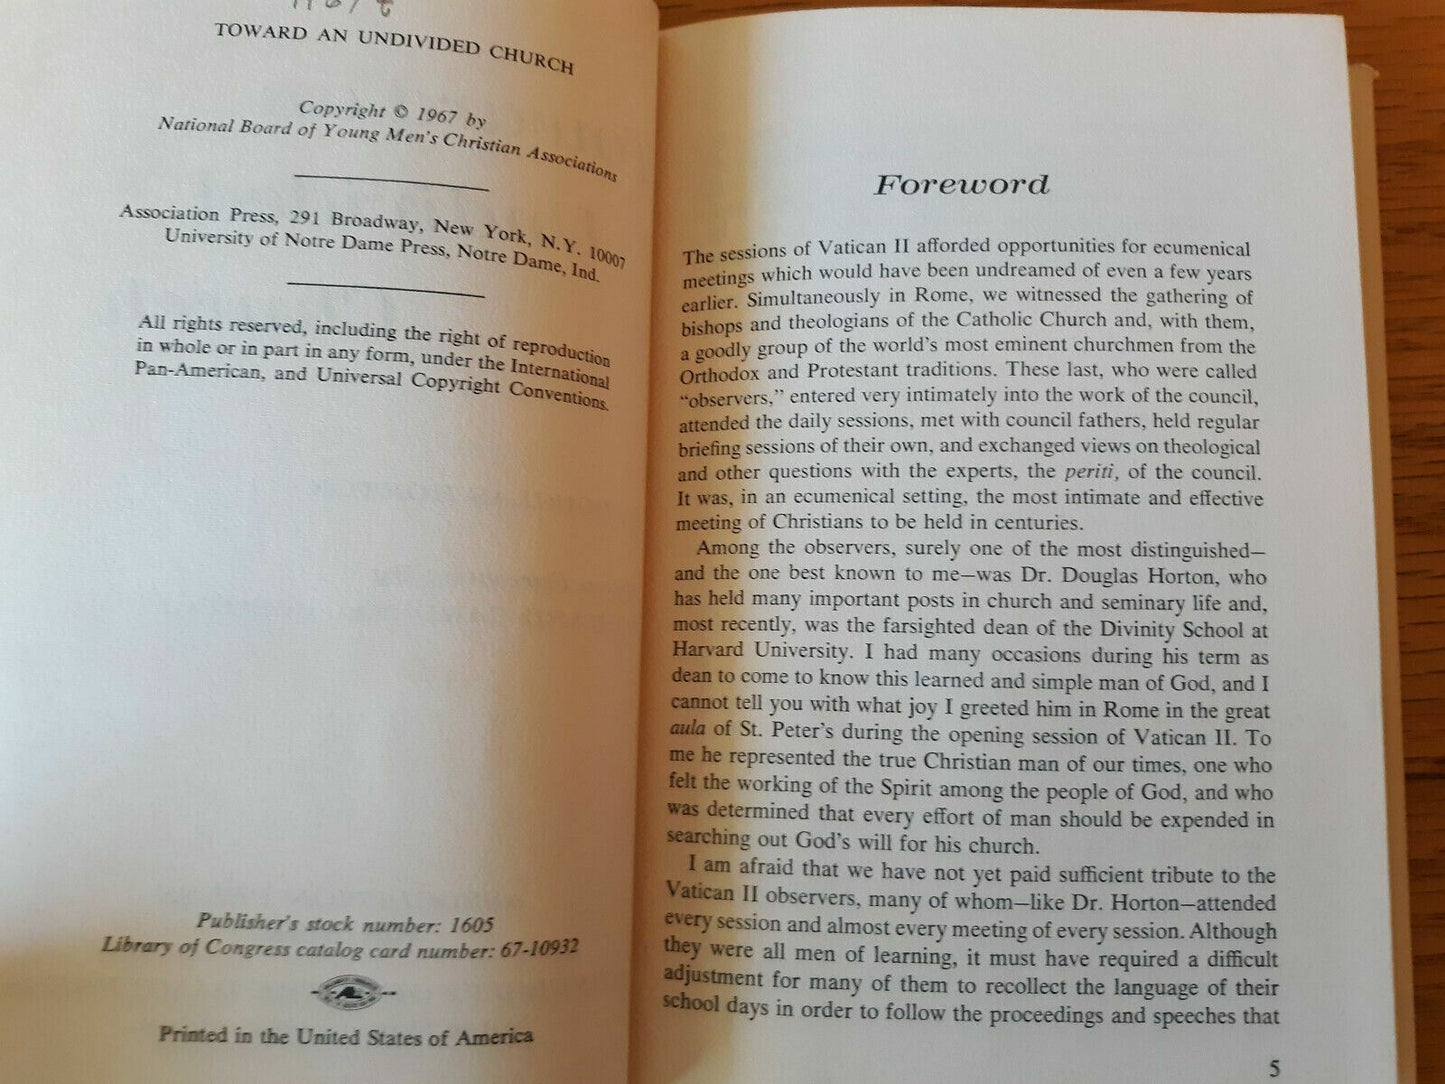 TOWARD AN UNDIVIDED CHURCH
Copyright © 1967 by
National Board of Young Men's Christian Associations
Association Press, 291 Broadway, New York, N.Y. 10007
University of Notre Dame Press, Notre Dame, Ind.
All rights reserved, including the right of reproduction
in whole or in part in any form, under the International
Pan-American, and Universal Copyright Conventions.
Publisher's stock number: 1605
Library of Congress catalog card number: 67-10932
Printed in the United States of America
Foreword
The sessions of Vatican II afforded opportunities for ecumenical
meetings which would have been undreamed of even a few years
earlier. Simultaneously in Rome, we witnessed the gathering of
bishops and theologians of the Catholic Church and, with them,
a goodly group of the world's most eminent churchmen from the
Orthodox and Protestant traditions. These last, who were called
“observers,” entered very intimately into the work of the council,
attended the daily sessions, met with council fathers, held regular
briefing sessions of their own, and exchanged views on theological
and other questions with the experts, the periti, of the council.
It was, in an ecumenical setting, the most intimate and effective
meeting of Christians to be held in centuries.
Among the observers, surely one of the most distinguished—
and the one best known to me—was Dr. Douglas Horton, who
has held many important posts in church and seminary life and,
most recently, was the farsighted dean of the Divinity School at
Harvard University. I had many occasions during his term as
dean to come to know this learned and simple man of God, and I
cannot tell you with what joy I greeted him in Rome in the great
aula of St. Peter's during the opening session of Vatican II. To
me he represented the true Christian man of our times, one who
felt the working of the Spirit among the people of God, and who
was determined that every effort of man should be expended in
searching out God's will for his church.
I am afraid that we have not yet paid sufficient tribute to the
Vatican II observers, many of whom—like Dr. Horton—attended
every session and almost every meeting of every session. Although
they were all men of learning, it must have required a difficult
adjustment for many of them to recollect the language of their
school days in order to follow the proceedings and speeches that
5